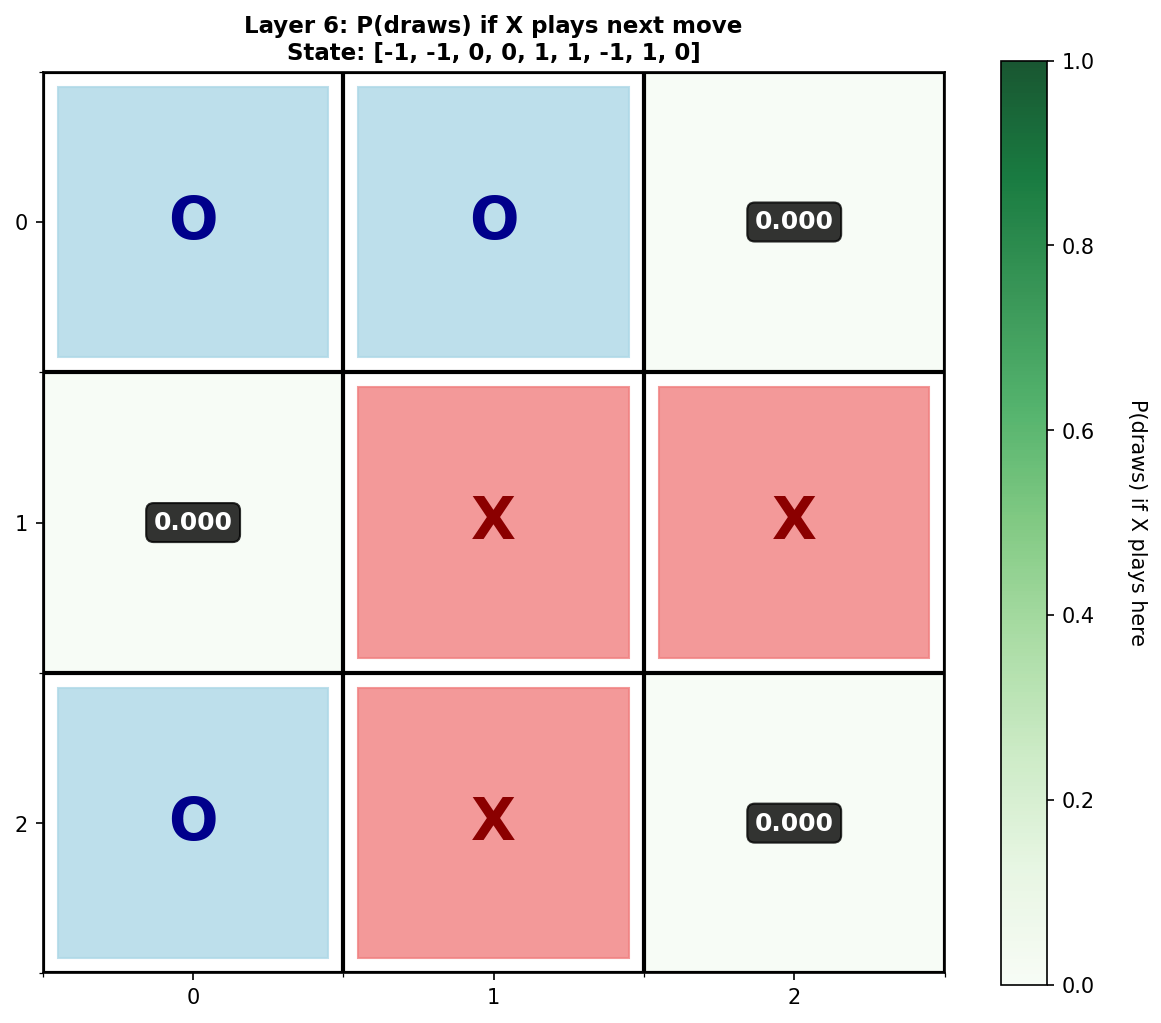 Layer 6: P(draws) if X plays next move
State: [-1, -1, 0, 0, 1, 1, -1, 1, 0]
0
O
O
0.000
1
0.000
X
X
2
O
X
0.000
0
1
2
1.0
0.8
0.6
0.4
0.2
0.0
P(draws) if X plays here